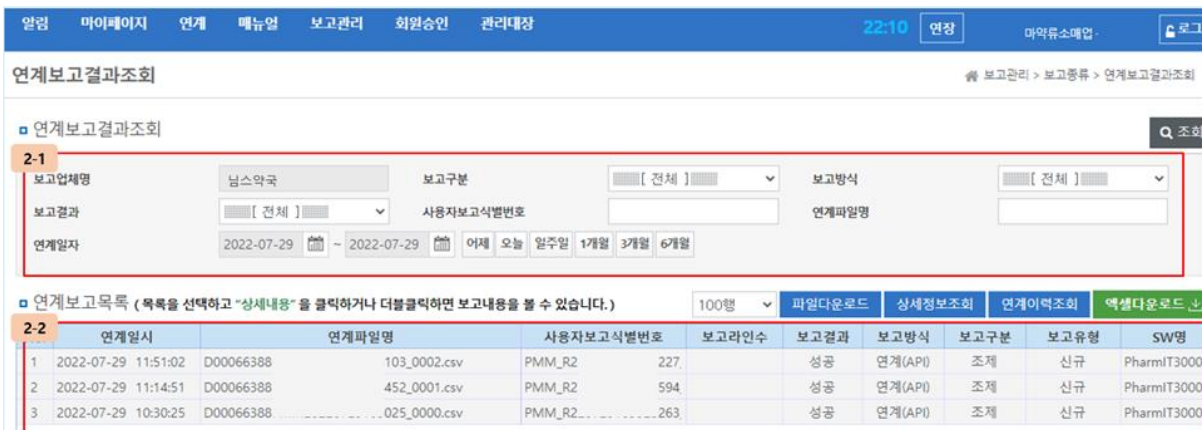 알림 마이페이지 연계 매뉴얼 보고관리 회원승인 관리대장 22:10 연장 마약류소매업 로그
연계보고결과조회 보고관리 > 보고종류 > 연계보고결과조회
연계보고결과조회 조회
2-1
보고업체명 님스약국 보고구분 [ 전체 ] 보고방식 [ 전체 ]
보고결과 [ 전체 ] 사용자보고식별번호 연계파일명
연계일자 2022-07-29 ~ 2022-07-29 어제 오늘 일주일 1개월 3개월 6개월
연계보고목록 ( 목록을 선택하고 "상세내용" 을 클릭하거나 더블클릭하면 보고내용을 볼 수 있습니다. ) 100행 파일다운로드 상세정보조회 연계이력조회 엑셀다운로드
2-2
연계일시 연계파일명 사용자보고식별번호 보고라인수 보고결과 보고방식 보고구분 보고유형 SW명
1 2022-07-29 11:51:02 D00066388 103_0002.csv PMM_R2 227 성공 연계(API) 조제 신규 PharmIT3000
2 2022-07-29 11:14:51 D00066388 452_0001.csv PMM_R2 594 성공 연계(API) 조제 신규 PharmIT3000
3 2022-07-29 10:30:25 D00066388 025_0000.csv PMM_R2 263 성공 연계(API) 조제 신규 PharmIT3000